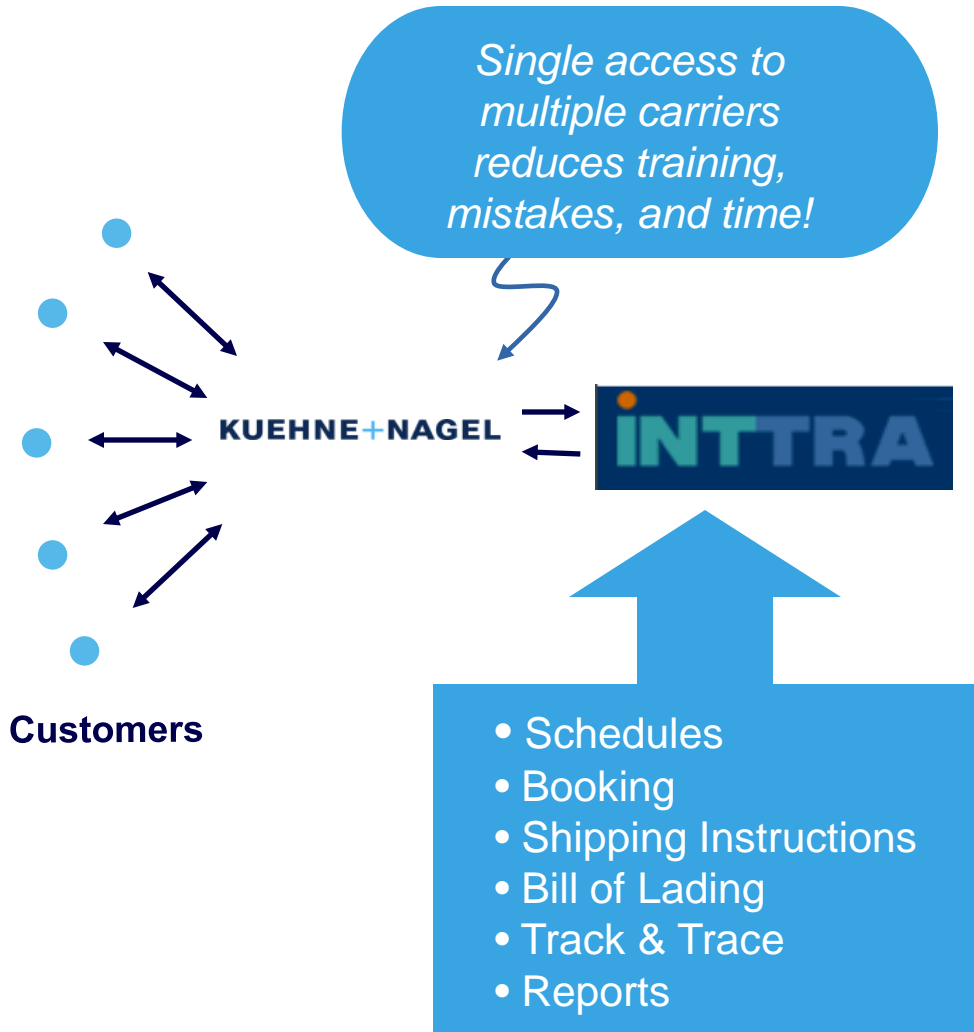 Single access to
multiple carriers
reduces training,
mistakes, and time!
KUEHNE+NAGEL
INTTRA
Customers
• Schedules
• Booking
• Shipping Instructions
• Bill of Lading
• Track & Trace
• Reports